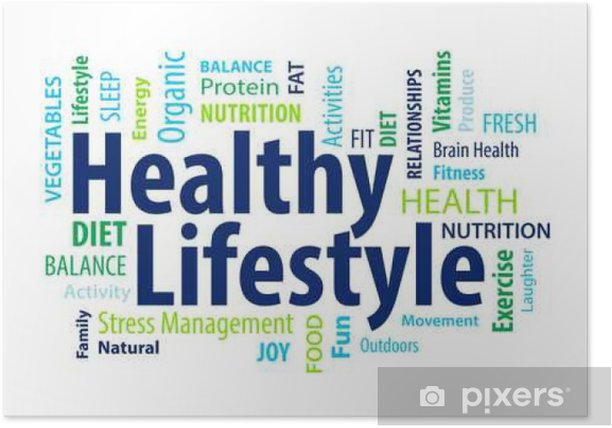 VEGETABLES
Lifestyle
SLEEP
Energy
Organic
BALANCE
Protein
NUTRITION
FAT
Activities
FIT
DIET
RELATIONSHIPS
Vitamins
Produce
FRESH
Brain Health
Fitness
Healthy
HEALTH
DIET
Lifestyle
NUTRITION
BALANCE
Activity
Exercise
Laughter
Family
Stress Management
Natural
JOY
FOOD
Fun
Movement
Outdoors
pixers®